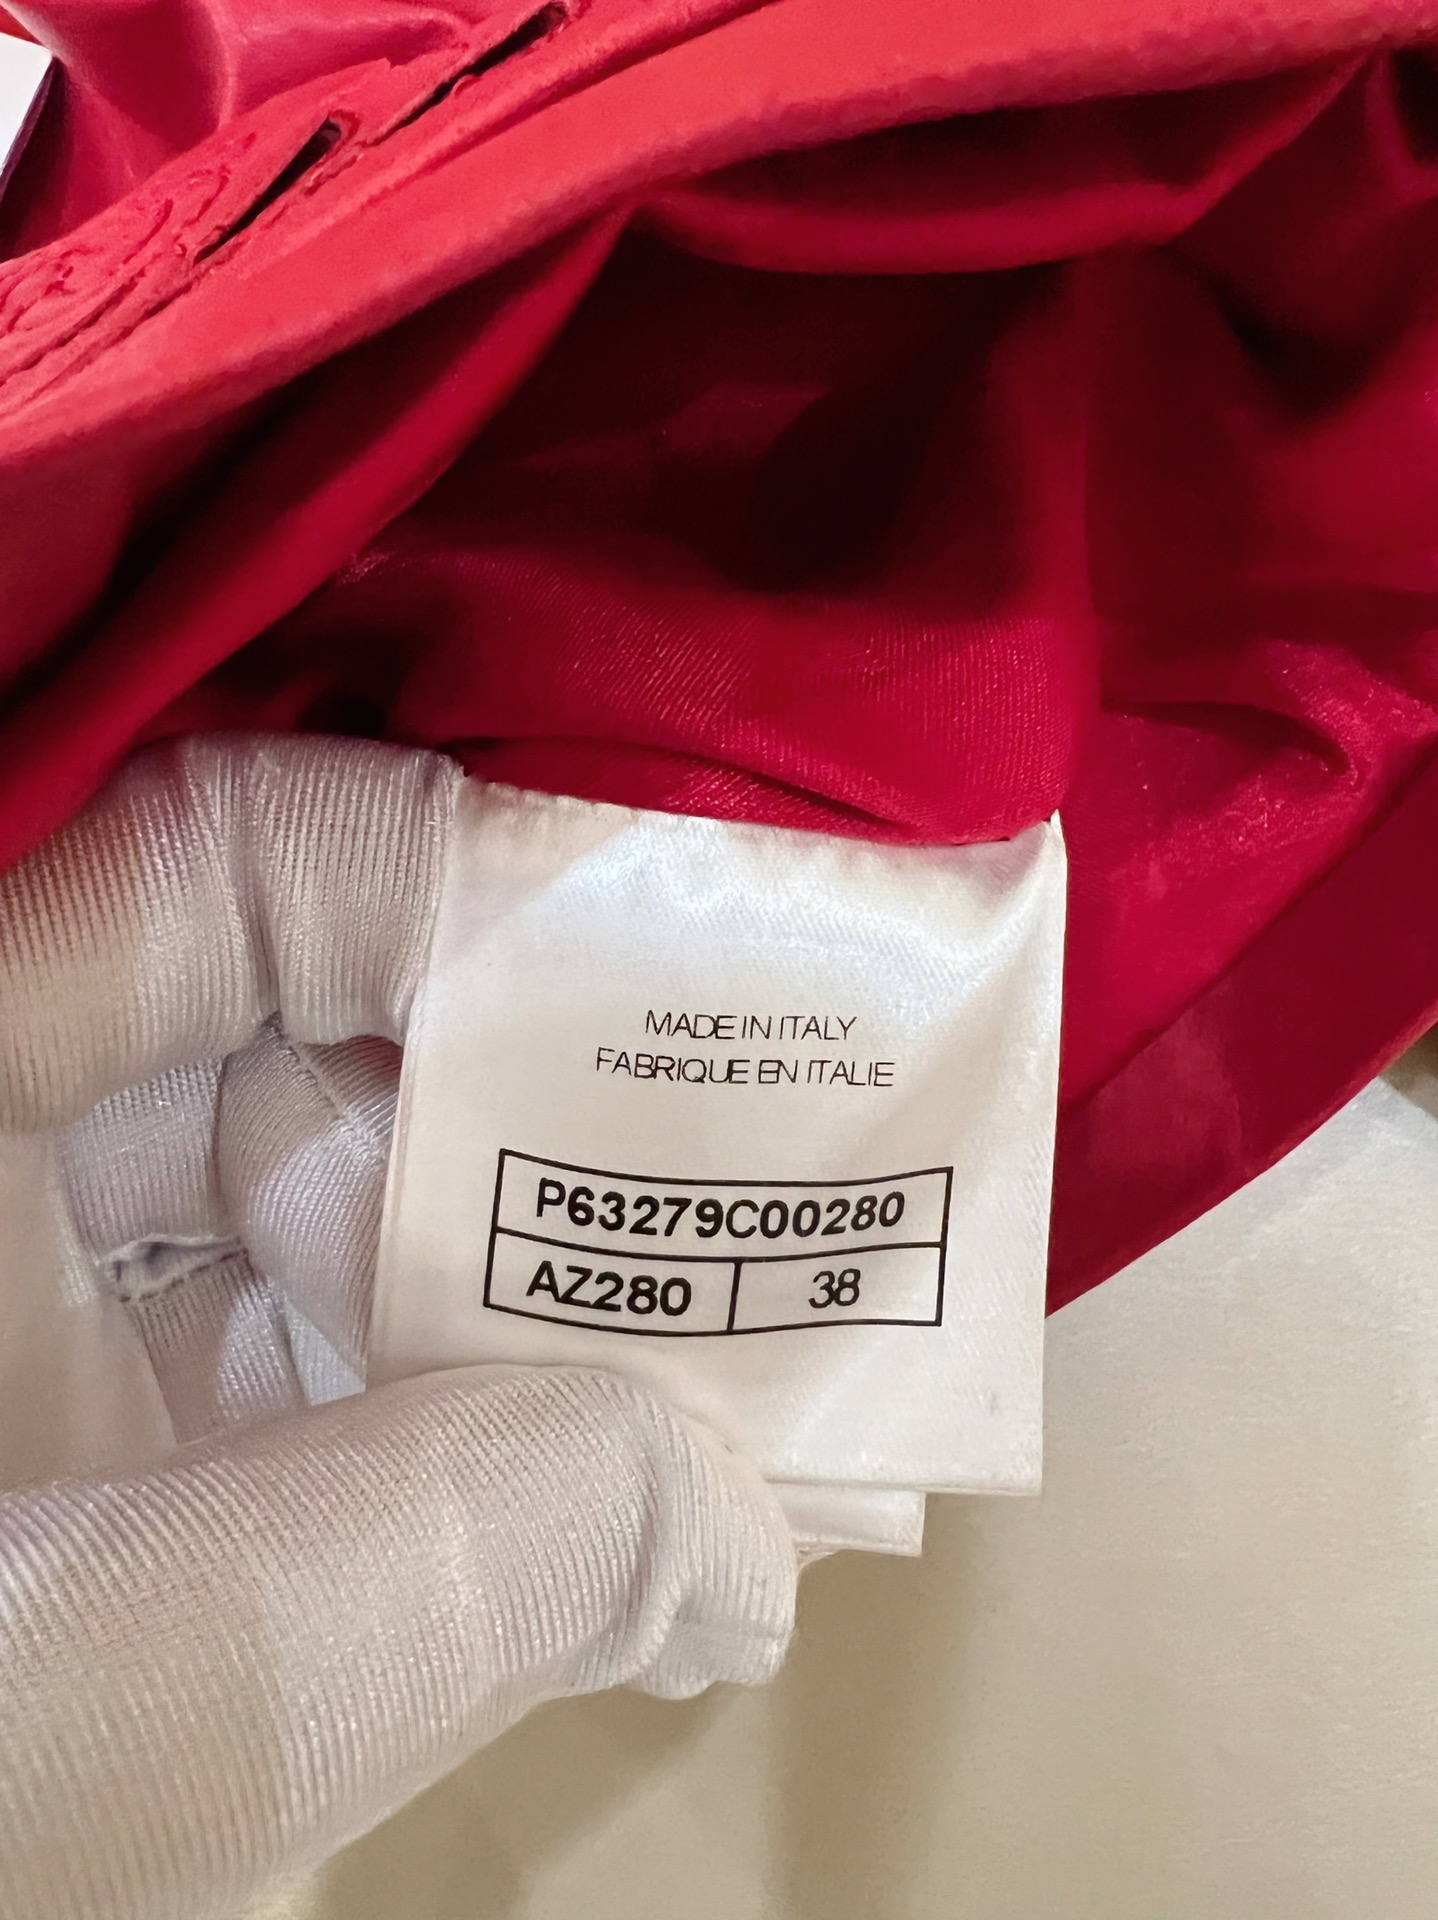 MADE IN ITALY
FABRIQUE EN ITALIE
P63279C00280
AZ280 38